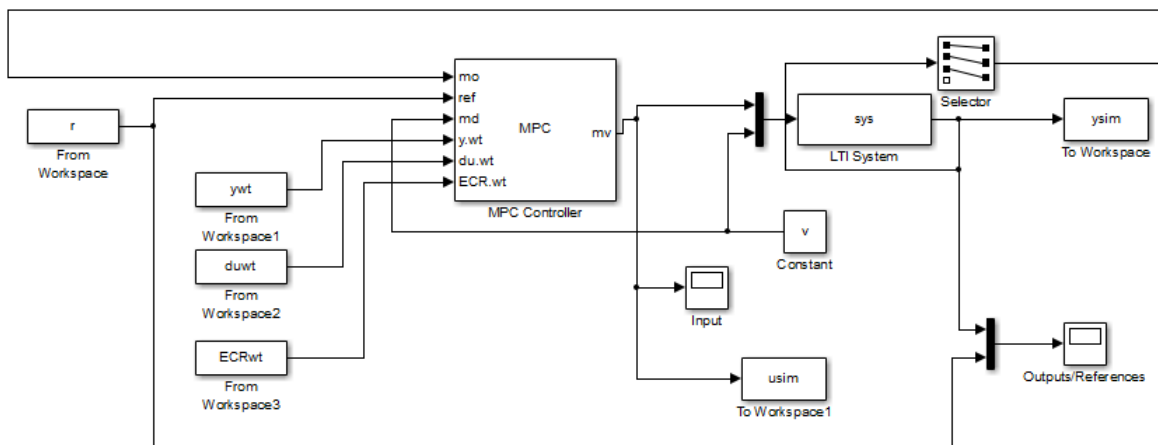 mo
ref
md
y.wt
du.wt
ECR.wt
MPC
mv
MPC Controller
r
From
Workspace
ywt
From
Workspace1
duwt
From
Workspace2
ECRwt
From
Workspace3
Selector
sys
LTI System
ysim
To Workspace
v
Constant
Input
usim
To Workspace1
Outputs/References